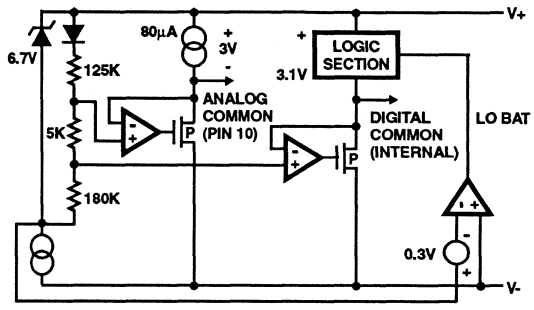 V+
80μA
+
3V
-
+
LOGIC
SECTION
3.1V
6.7V
125K
ANALOG
COMMON
(PIN 10)
-
+
P
5K
DIGITAL
COMMON
(INTERNAL)
LO BAT
-
+
P
180K
- +
-
0.3V
+
V-